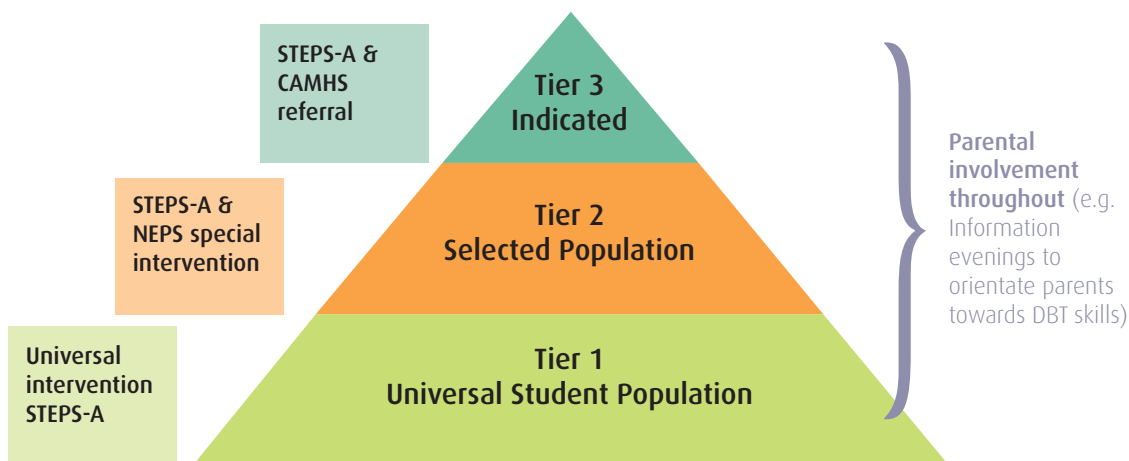 STEPS-A &
CAMHS
referral
Tier 3
Indicated
STEPS-A &
NEPS special
intervention
Tier 2
Selected Population
Universal
intervention
STEPS-A
Tier 1
Universal Student Population
Parental
involvement
throughout (e.g.
Information
evenings to
orientate parents
towards DBT skills)